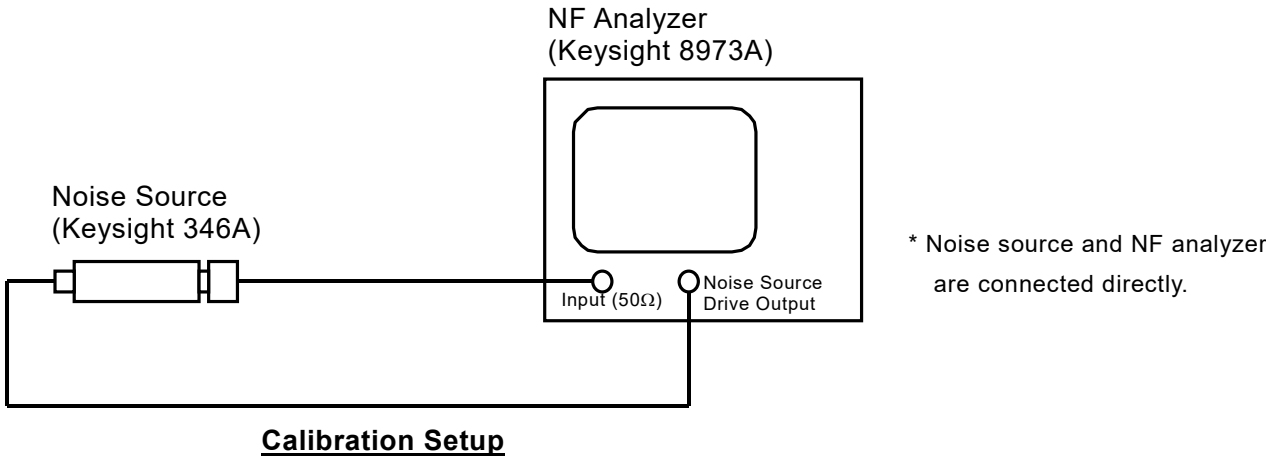 NF Analyzer
(Keysight 8973A)
Noise Source
(Keysight 346A)
Input (50Ω)
Noise Source
Drive Output
* Noise source and NF analyzer
are connected directly.
Calibration Setup